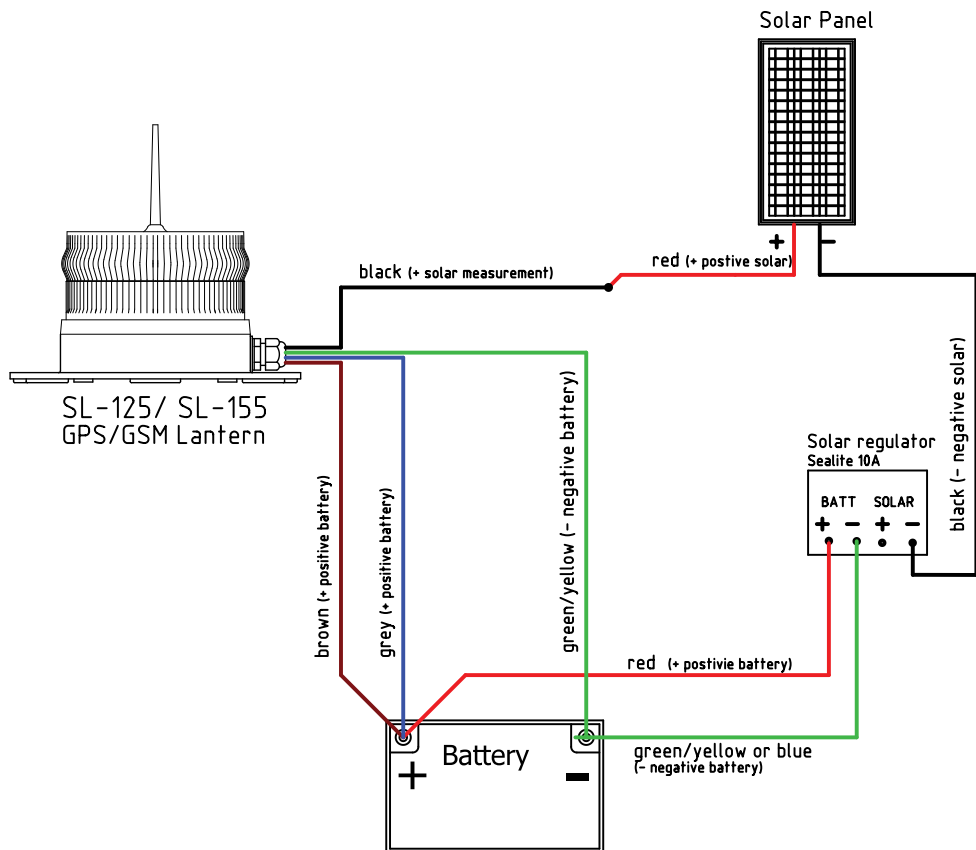 Solar Panel
+ −
red (+ postive solar)
black (+ solar measurement)
SL-125/ SL-155
GPS/GSM Lantern
black (- negative solar)
Solar regulator
Sealite 10A
BATT SOLAR
+ − + −
brown (+ positive battery)
grey (+ positive battery)
green/yellow (- negative battery)
red (+ postivie battery)
Battery
+ −
green/yellow or blue
(- negative battery)